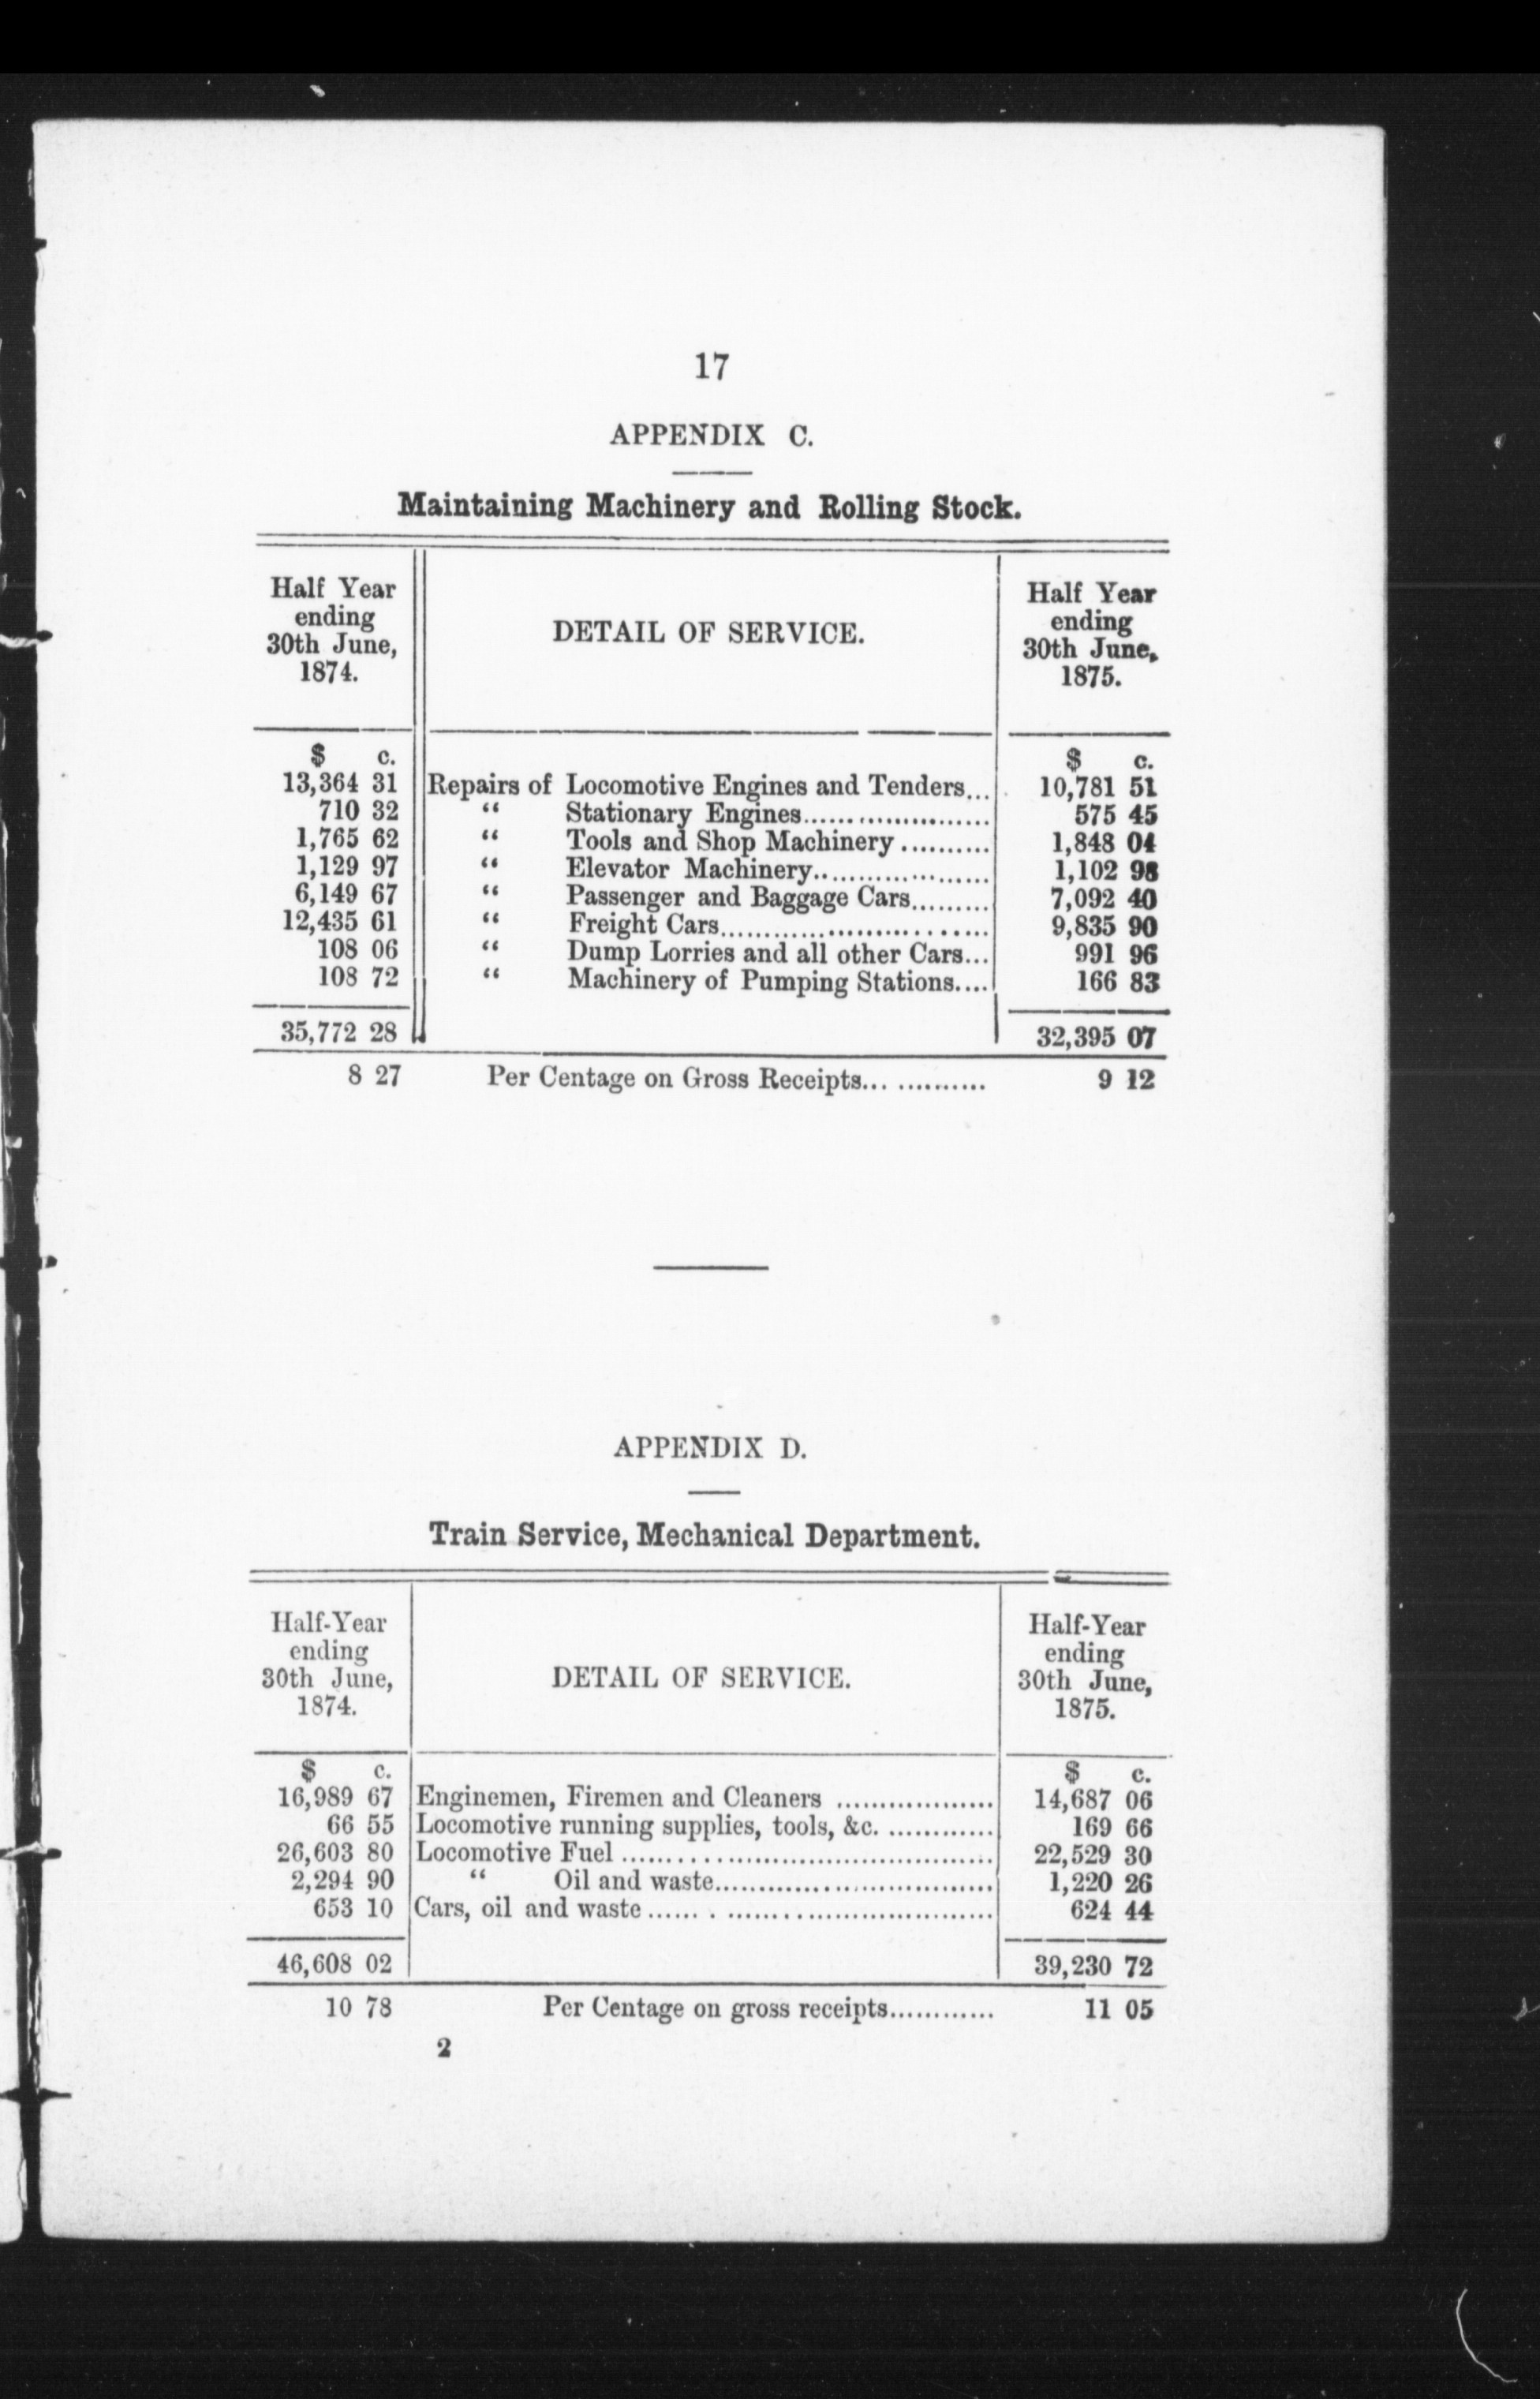 17
APPENDIX C.
Maintaining Machinery and Rolling Stock.
Half Year ending 30th June, 1874. DETAIL OF SERVICE. Half Year ending 30th June, 1875.
$ c. $ c.
13,364 31 Repairs of Locomotive Engines and Tenders... 10,781 51
710 32 “ Stationary Engines..................... 575 45
1,765 62 “ Tools and Shop Machinery .......... 1,848 04
1,129 97 “ Elevator Machinery.................... 1,102 98
6,149 67 “ Passenger and Baggage Cars......... 7,092 40
12,435 61 “ Freight Cars.............................. 9,835 90
108 06 “ Dump Lorries and all other Cars... 991 96
108 72 “ Machinery of Pumping Stations.... 166 83
35,772 28 32,395 07
8 27 Per Centage on Gross Receipts... .......... 9 12
APPENDIX D.
Train Service, Mechanical Department.
Half-Year ending 30th June, 1874. DETAIL OF SERVICE. Half-Year ending 30th June, 1875.
$ c. $ c.
16,989 67 Enginemen, Firemen and Cleaners .................. 14,687 06
66 55 Locomotive running supplies, tools, &c. ............ 169 66
26,603 80 Locomotive Fuel .......................................... 22,529 30
2,294 90 “ Oil and waste................................ 1,220 26
653 10 Cars, oil and waste ...... . .............................. 624 44
46,608 02 39,230 72
10 78 Per Centage on gross receipts............ 11 05
2